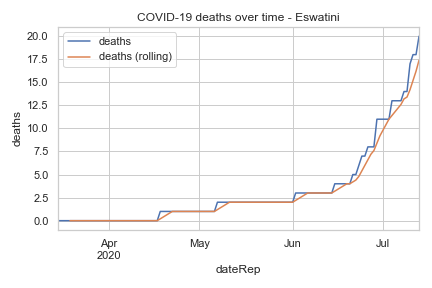 COVID-19 deaths over time - Eswatini
20.0
17.5
15.0
12.5
10.0
7.5
5.0
2.5
0.0
deaths
deaths
deaths (rolling)
Apr
2020
May
Jun
Jul
dateRep